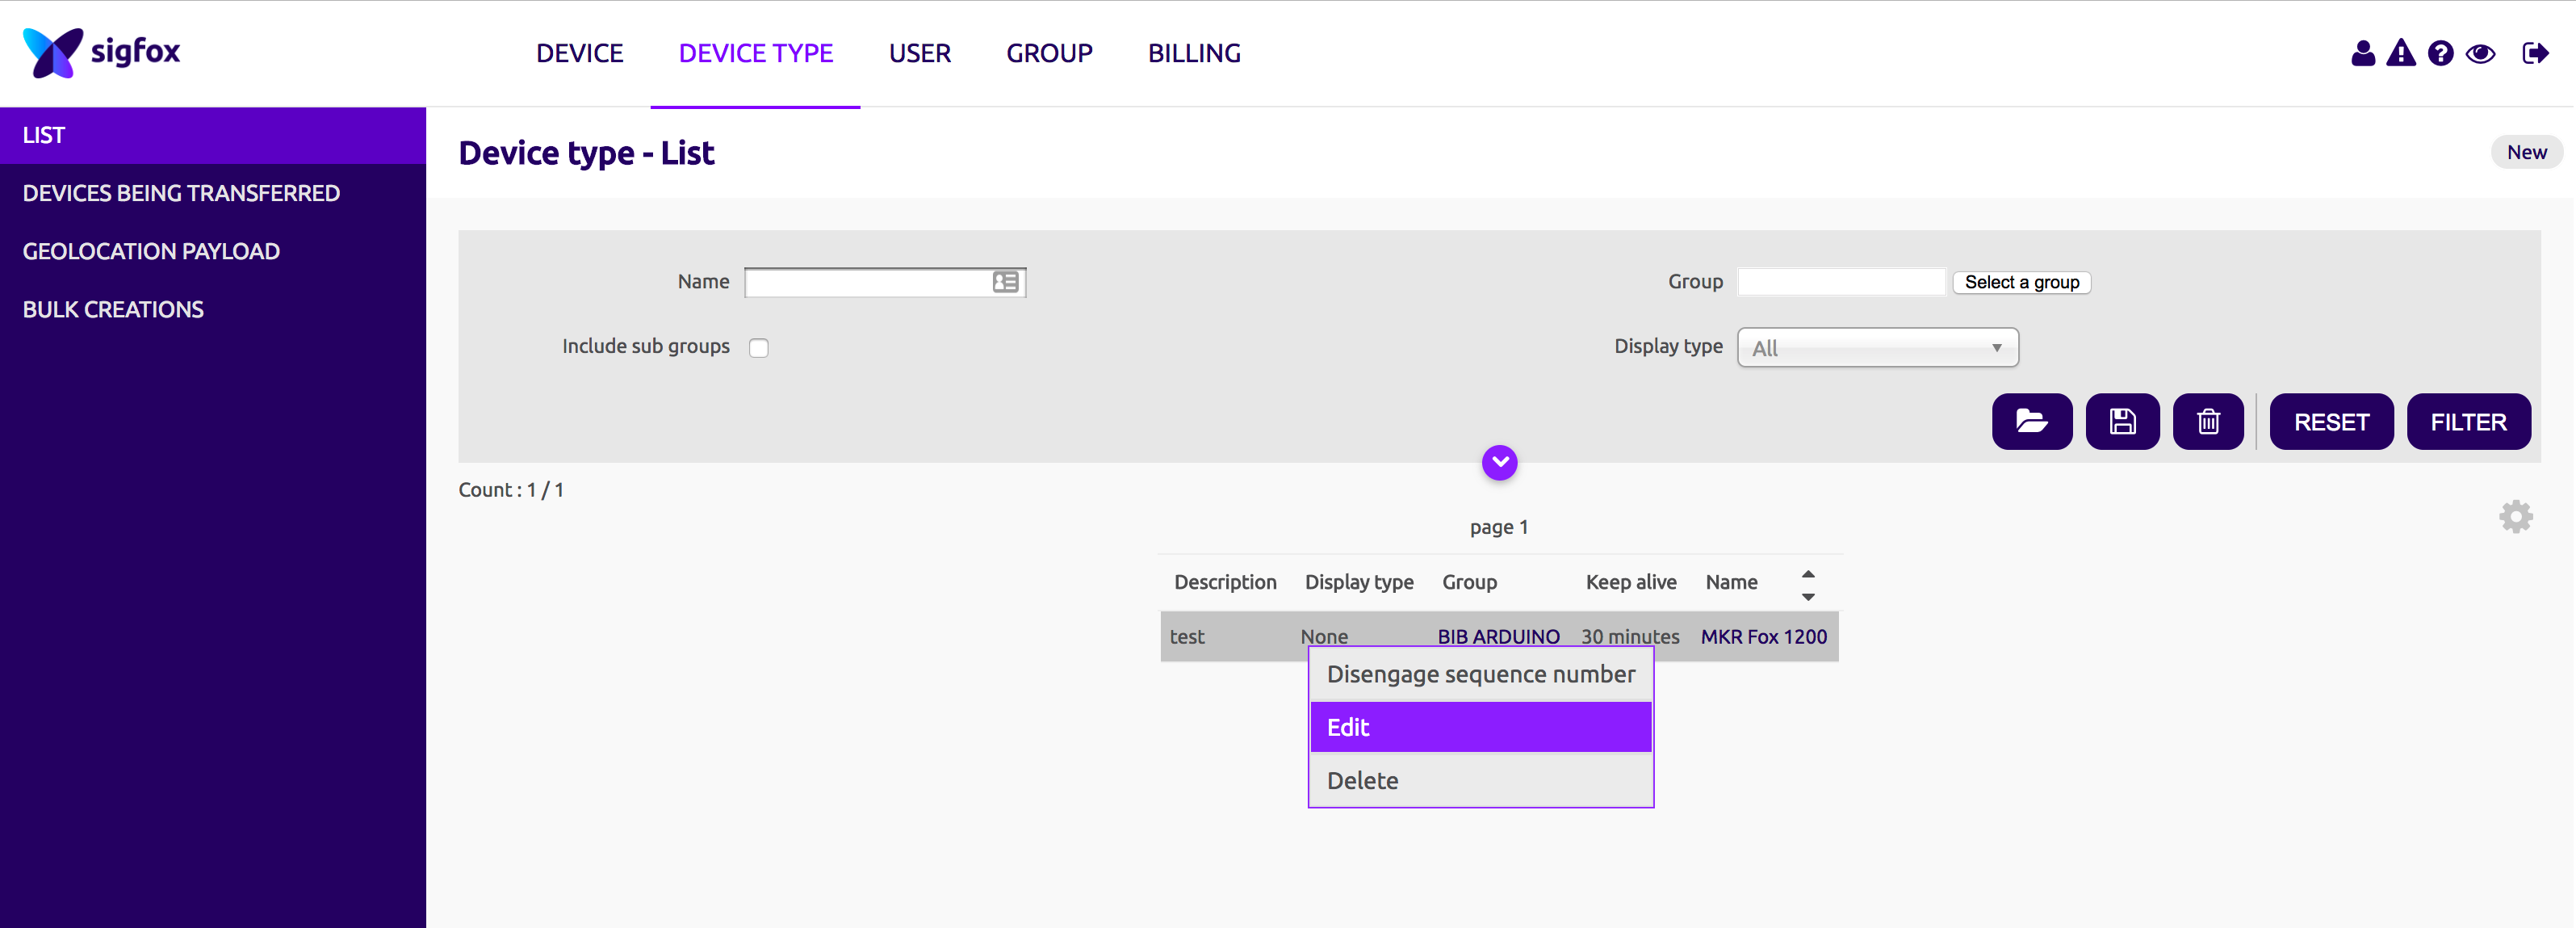 sigfox
DEVICE DEVICE TYPE USER GROUP BILLING
LIST
DEVICES BEING TRANSFERRED
GEOLOCATION PAYLOAD
BULK CREATIONS
Device type - List
New
Name
Group
Select a group
Include sub groups
Display type
All
RESET
FILTER
Count : 1 / 1
page 1
Description Display type Group Keep alive Name
test None BIB ARDUINO 30 minutes MKR Fox 1200
Disengage sequence number
Edit
Delete